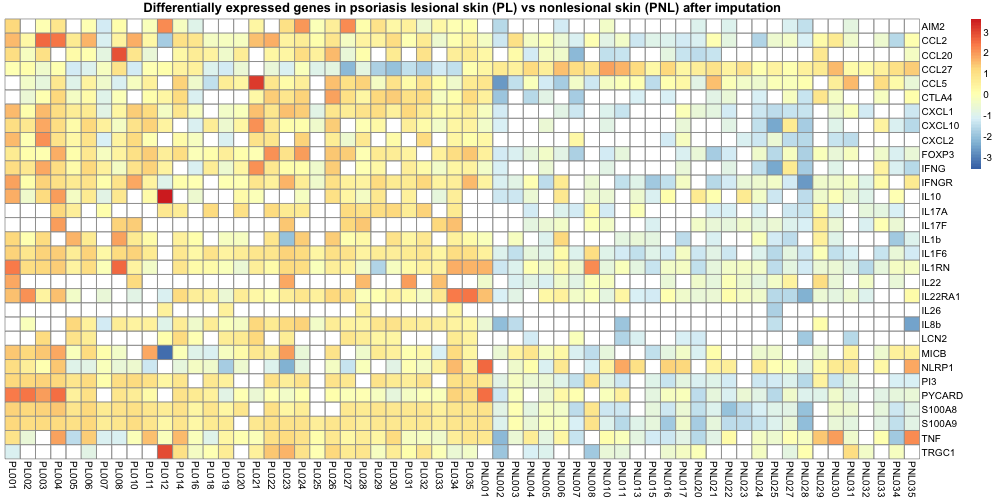 Differentially expressed genes in psoriasis lesional skin (PL) vs nonlesional skin (PNL) after imputation
AIM2
CCL2
CCL20
CCL27
CCL5
CTLA4
CXCL1
CXCL10
CXCL2
FOXP3
IFNG
IFNGR
IL10
IL17A
IL17F
IL1b
IL1F6
IL1RN
IL22
IL22RA1
IL26
IL8b
LCN2
MICB
NLRP1
PI3
PYCARD
S100A8
S100A9
TNF
TRGC1
3
2
1
0
-1
-2
-3
PL001
PL002
PL003
PL004
PL005
PL006
PL007
PL008
PL010
PL011
PL012
PL014
PL016
PL018
PL019
PL020
PL021
PL022
PL023
PL024
PL025
PL026
PL027
PL028
PL029
PL030
PL031
PL032
PL033
PL034
PL035
PNL001
PNL002
PNL003
PNL004
PNL005
PNL006
PNL007
PNL008
PNL010
PNL011
PNL013
PNL015
PNL016
PNL017
PNL020
PNL021
PNL022
PNL023
PNL024
PNL025
PNL027
PNL028
PNL029
PNL030
PNL031
PNL032
PNL033
PNL034
PNL035